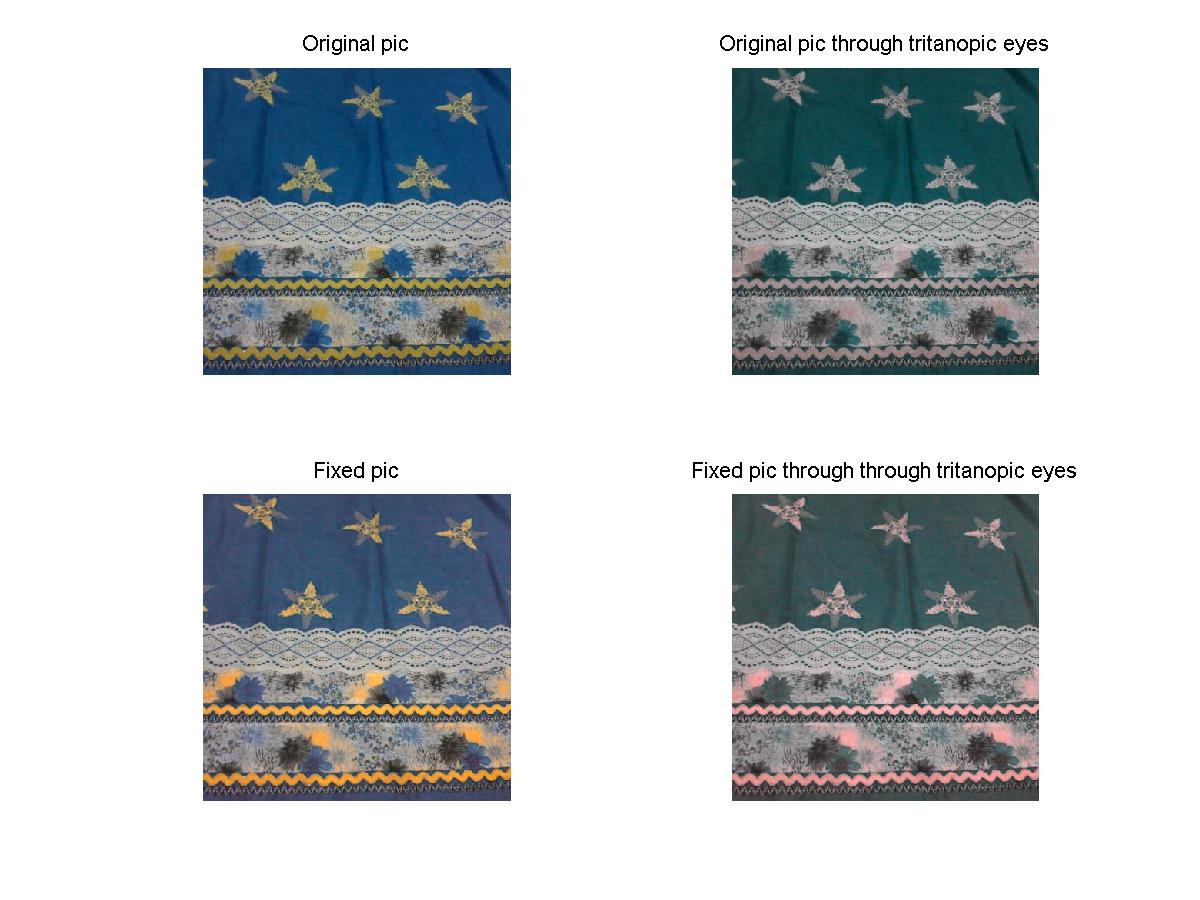 Original pic
Original pic through tritanopic eyes
Fixed pic
Fixed pic through through tritanopic eyes